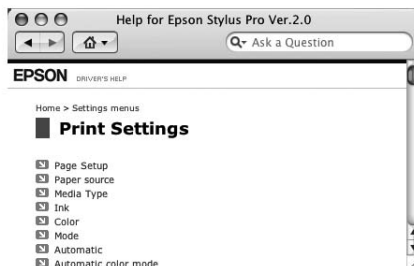 Help for Epson Stylus Pro Ver.2.0
Ask a Question
EPSON DRIVER'S HELP
Home > Settings menus
Print Settings
Page Setup
Paper source
Media Type
Ink
Color
Mode
Automatic
Automatic color mode